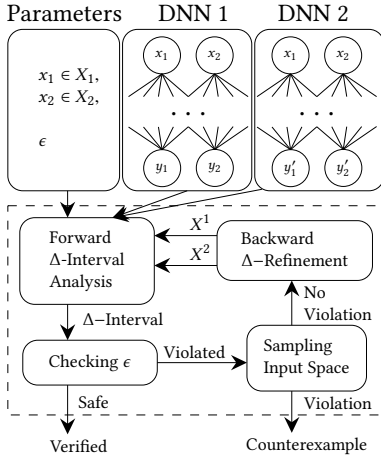 Parameters DNN 1 DNN 2
x₁ ∈ X₁,
x₂ ∈ X₂,
ϵ
x₁ x₂ x₁ x₂
· · · · · ·
y₁ y₂ y′₁ y′₂
Forward
Δ-Interval
Analysis
X¹
X²
Backward
Δ−Refinement
Δ−Interval
No
Violation
Checking ϵ
Violated
Sampling
Input Space
Safe
Violation
Verified
Counterexample